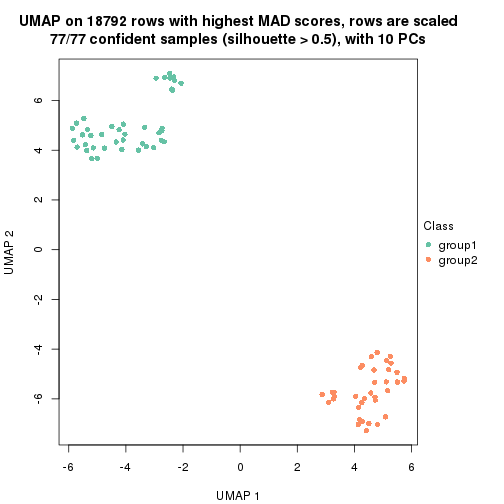 UMAP on 18792 rows with highest MAD scores, rows are scaled
77/77 confident samples (silhouette > 0.5), with 10 PCs
6
4
2
0
-2
-4
-6
UMAP 2
-6
-4
-2
0
2
4
6
UMAP 1
Class
group1
group2